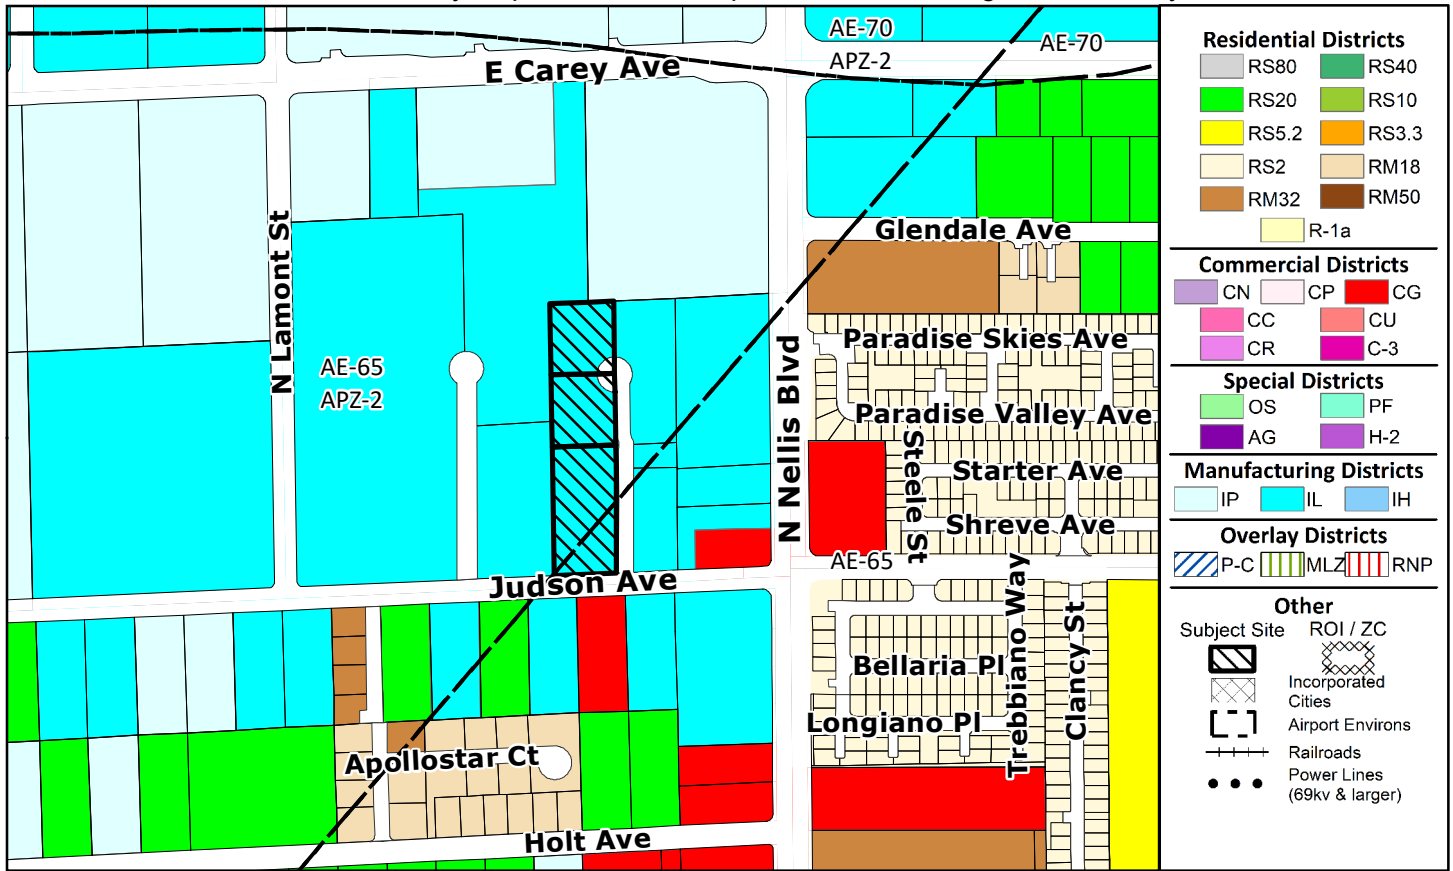 AE-70
AE-70
APZ-2
E Carey Ave
N Lamont St
Glendale Ave
AE-65
APZ-2
N Nellis Blvd
Paradise Skies Ave
Paradise Valley Ave
Steele St
Starter Ave
Shreve Ave
AE-65
Judson Ave
Trebbiano Way
Clancy St
Bellaria Pl
Longiano Pl
Apollostar Ct
Holt Ave
Residential Districts
RS80 RS40
RS20 RS10
RS5.2 RS3.3
RS2 RM18
RM32 RM50
R-1a
Commercial Districts
CN CP CG
CC CU
CR C-3
Special Districts
OS PF
AG H-2
Manufacturing Districts
IP IL IH
Overlay Districts
P-C MLZ RNP
Other
Subject Site ROI / ZC
Incorporated
Cities
Airport Environs
Railroads
Power Lines
(69kv & larger)